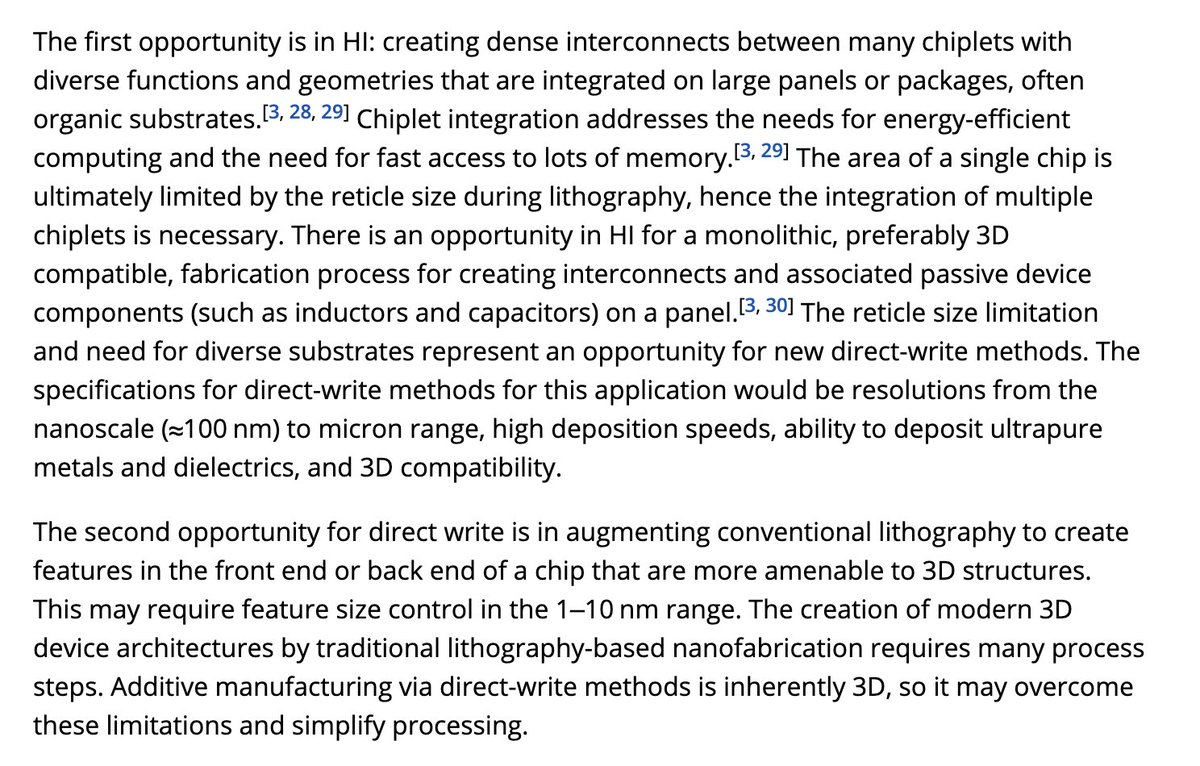 The first opportunity is in HI: creating dense interconnects between many chiplets with
diverse functions and geometries that are integrated on large panels or packages, often
organic substrates.[3, 28, 29] Chiplet integration addresses the needs for energy-efficient
computing and the need for fast access to lots of memory.[3, 29] The area of a single chip is
ultimately limited by the reticle size during lithography, hence the integration of multiple
chiplets is necessary. There is an opportunity in HI for a monolithic, preferably 3D
compatible, fabrication process for creating interconnects and associated passive device
components (such as inductors and capacitors) on a panel.[3, 30] The reticle size limitation
and need for diverse substrates represent an opportunity for new direct-write methods. The
specifications for direct-write methods for this application would be resolutions from the
nanoscale (≈100 nm) to micron range, high deposition speeds, ability to deposit ultrapure
metals and dielectrics, and 3D compatibility.
The second opportunity for direct write is in augmenting conventional lithography to create
features in the front end or back end of a chip that are more amenable to 3D structures.
This may require feature size control in the 1–10 nm range. The creation of modern 3D
device architectures by traditional lithography-based nanofabrication requires many process
steps. Additive manufacturing via direct-write methods is inherently 3D, so it may overcome
these limitations and simplify processing.